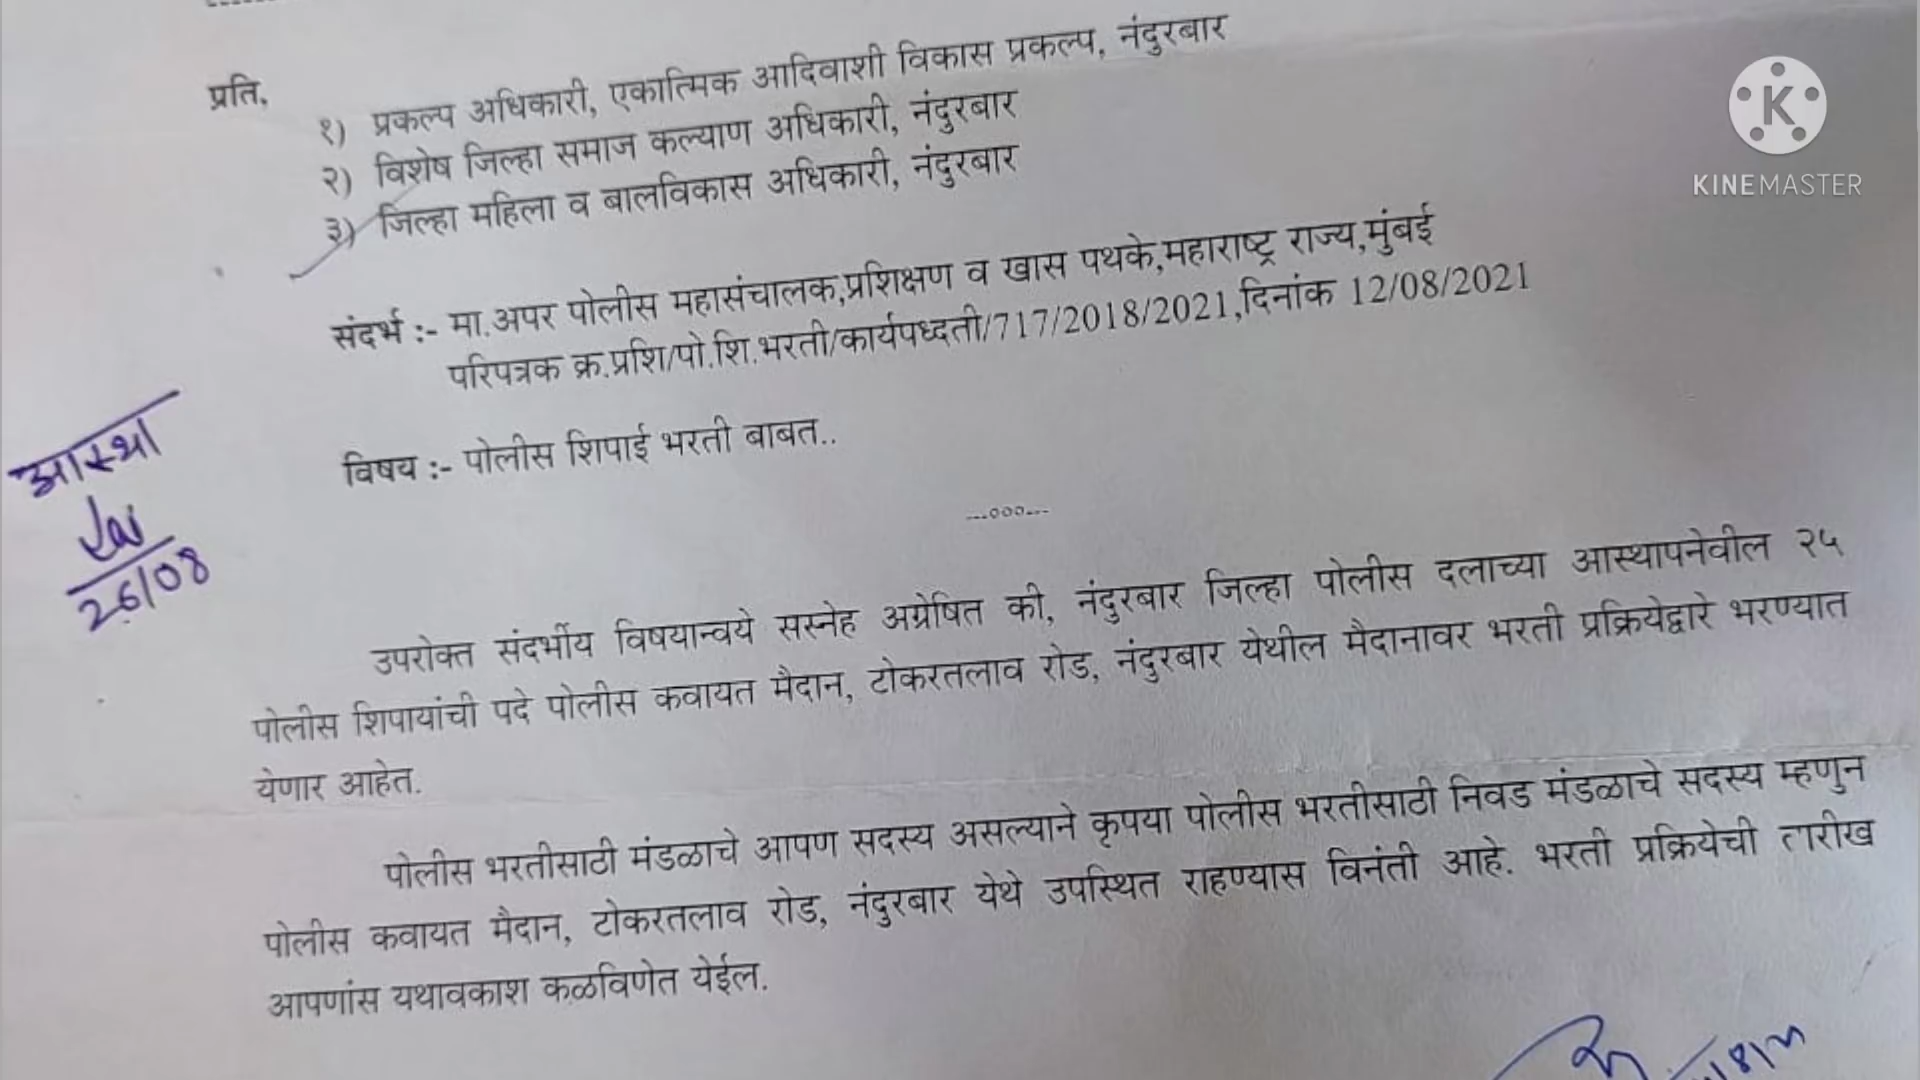 प्रति,
१) प्रकल्प अधिकारी, एकात्मिक आदिवाशी विकास प्रकल्प, नंदुरबार
२) विशेष जिल्हा समाज कल्याण अधिकारी, नंदुरबार
३) जिल्हा महिला व बालविकास अधिकारी, नंदुरबार
K
KINEMASTER
संदर्भ :- मा.अपर पोलीस महासंचालक,प्रशिक्षण व खास पथके,महाराष्ट्र राज्य,मुंबई
परिपत्रक क्र.प्रशि/पो.शि.भरती/कार्यपध्दती/717/2018/2021,दिनांक 12/08/2021
विषय :- पोलीस शिपाई भरती बाबत..
---000---
आस्था
26/08
उपरोक्त संदर्भीय विषयान्वये सस्नेह अग्रेषित की, नंदुरबार जिल्हा पोलीस दलाच्या आस्थापनेवील २५
पोलीस शिपायांची पदे पोलीस कवायत मैदान, टोकरतलाव रोड, नंदुरबार येथील मैदानावर भरती प्रक्रियेद्वारे भरण्यात
येणार आहेत.
पोलीस भरतीसाठी मंडळाचे आपण सदस्य असल्याने कृपया पोलीस भरतीसाठी निवड मंडळाचे सदस्य म्हणुन
पोलीस कवायत मैदान, टोकरतलाव रोड, नंदुरबार येथे उपस्थित राहण्यास विनंती आहे. भरती प्रक्रियेची तारीख
आपणांस यथावकाश कळविणेत येईल.